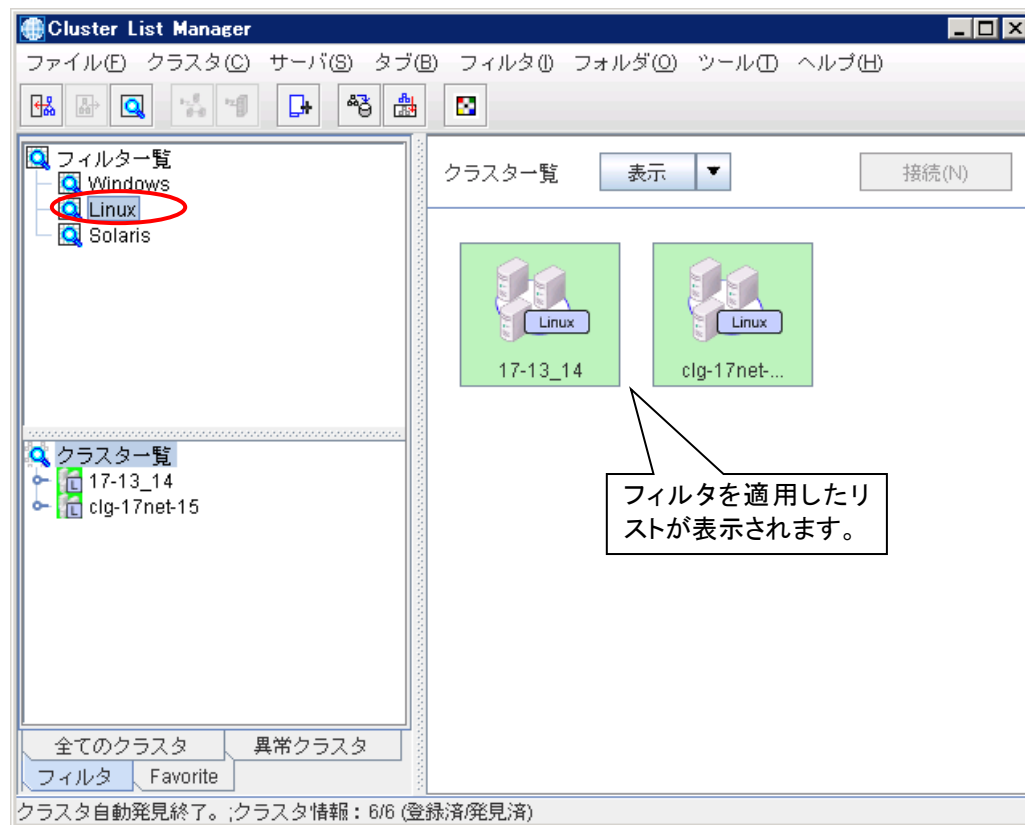 Cluster List Manager
ファイル(F) クラスタ(C) サーバ(S) タブ(B) フィルタ(I) フォルダ(O) ツール(T) ヘルプ(H)
フィルター覧
Windows
Linux
Solaris
クラスタ一覧
17-13_14
clg-17net-15
全てのクラスタ 異常クラスタ
フィルタ Favorite
クラスタ一覧 表示 接続(N)
Linux Linux
17-13_14 clg-17net-...
フィルタを適用したリ
ストが表示されます。
クラスタ自動発見終了。;クラスタ情報：6/6 (登録済/発見済)